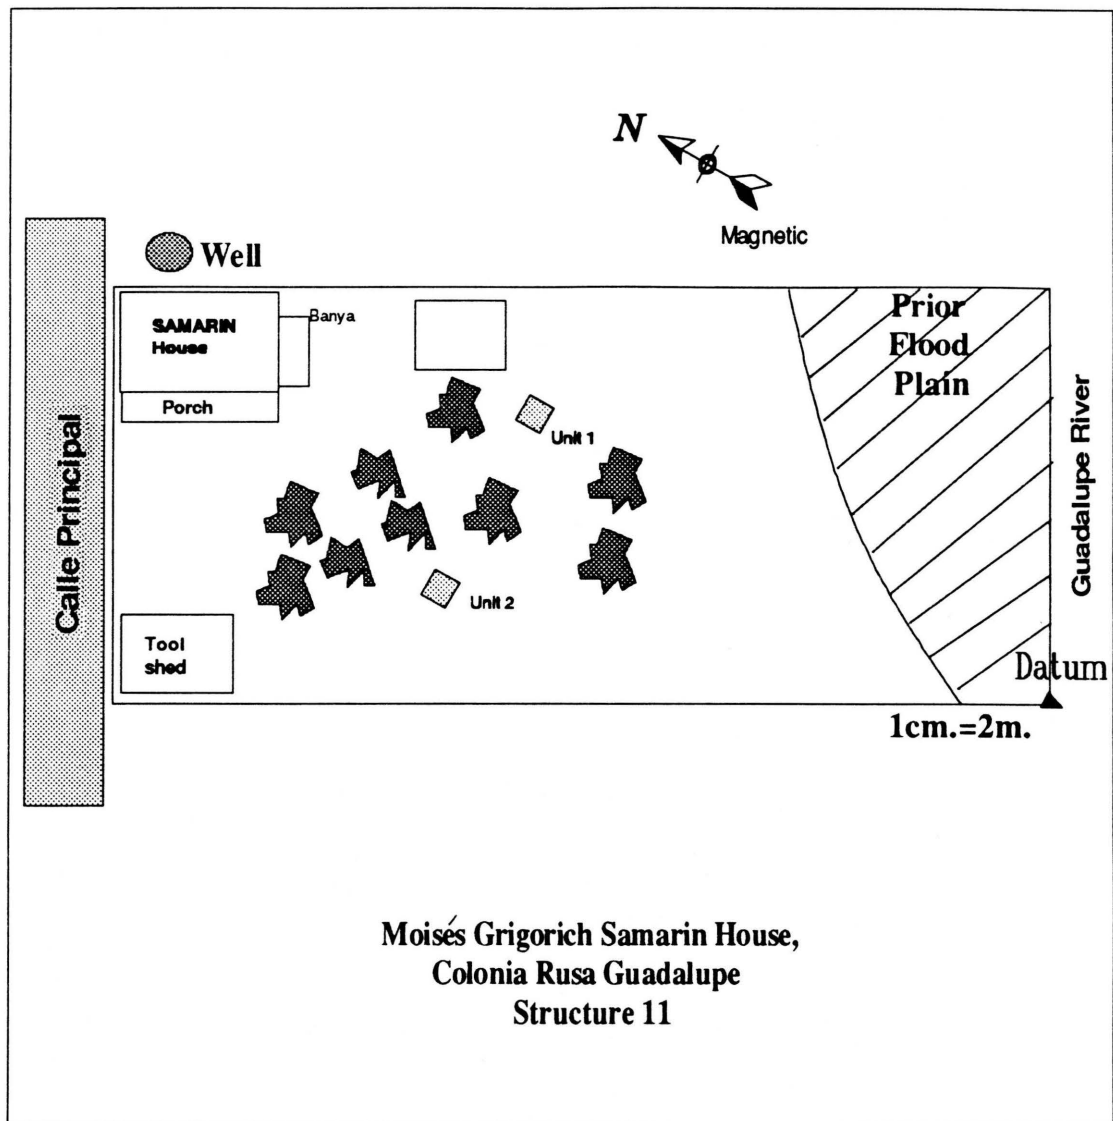 N
Magnetic
Well
SAMARIN
House
Banya
Porch
Calle Principal
Unit 1
Unit 2
Tool
shed
Prior
Flood
Plain
Guadalupe River
Datum
1cm.=2m.
Moisés Grigorich Samarin House,
Colonia Rusa Guadalupe
Structure 11